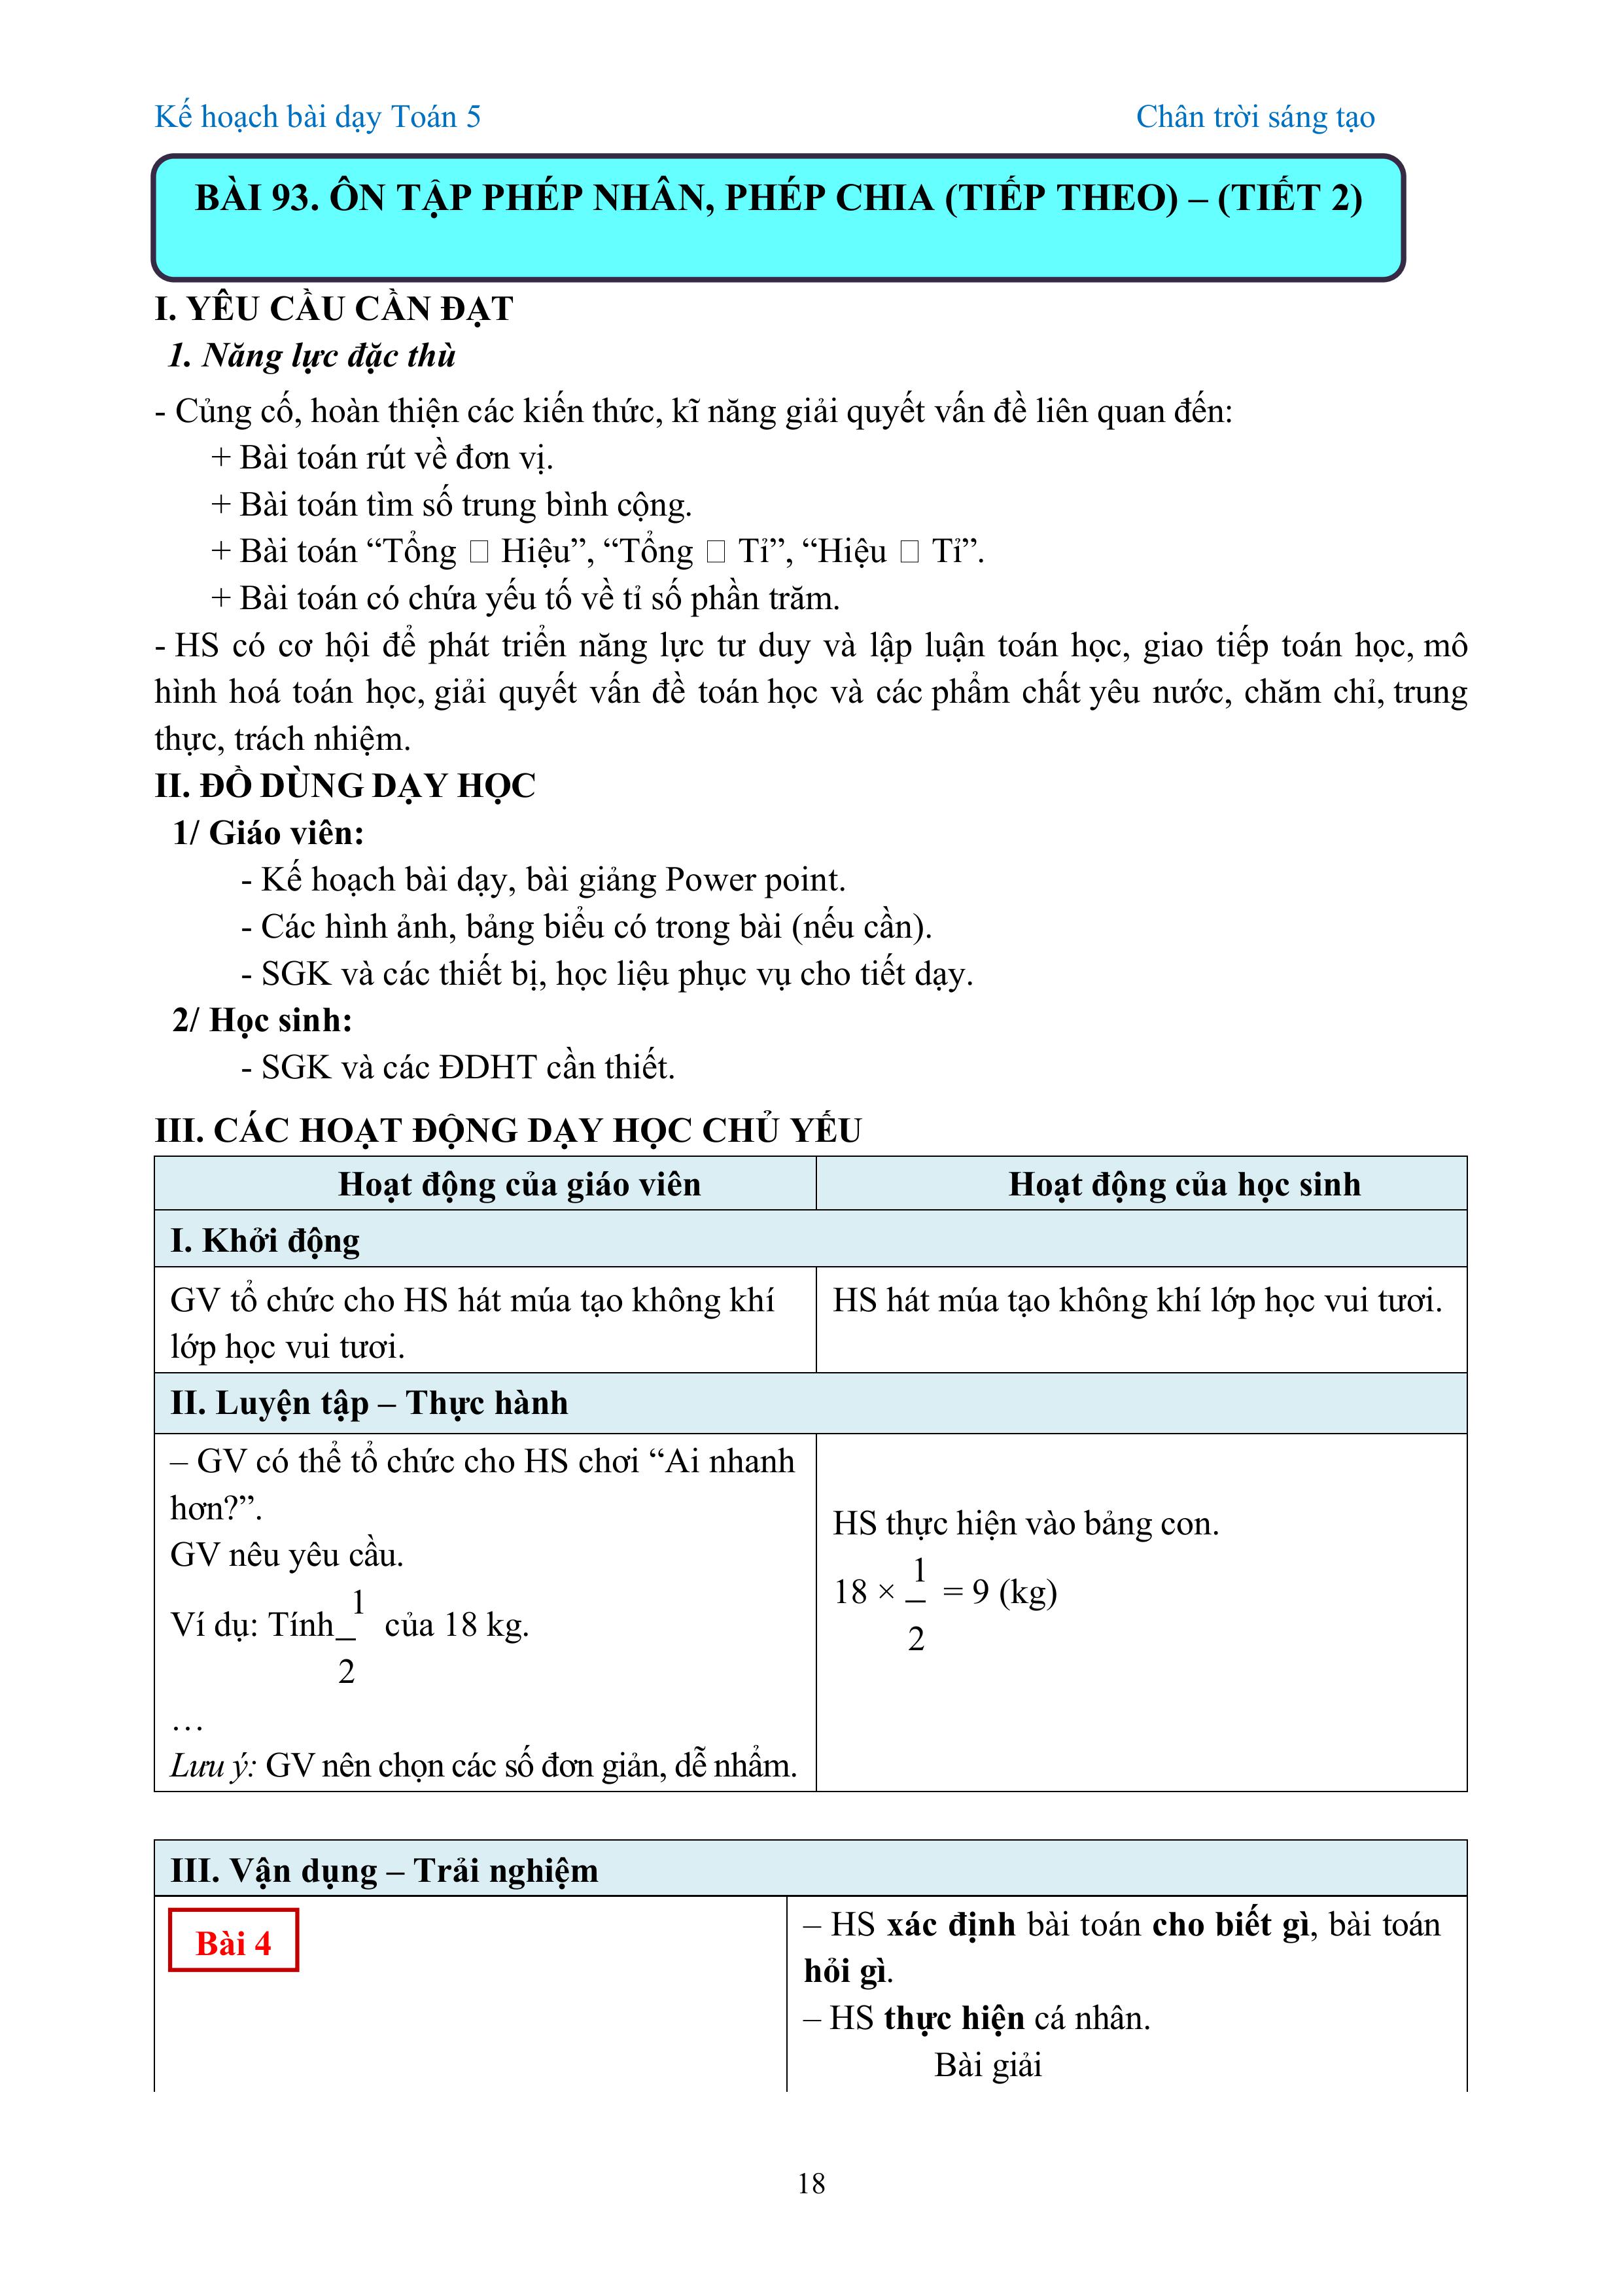 Kế hoạch bài dạy Toán 5 Chân trời sáng tạo
BÀI 93. ÔN TẬP PHÉP NHÂN, PHÉP CHIA (TIẾP THEO) – (TIẾT 2)
I. YÊU CẦU CẦN ĐẠT
1. Năng lực đặc thù
- Củng cố, hoàn thiện các kiến thức, kĩ năng giải quyết vấn đề liên quan đến:
+ Bài toán rút về đơn vị.
+ Bài toán tìm số trung bình cộng.
+ Bài toán “Tổng □ Hiệu”, “Tổng □ Tỉ”, “Hiệu □ Tỉ”.
+ Bài toán có chứa yếu tố về tỉ số phần trăm.
- HS có cơ hội để phát triển năng lực tư duy và lập luận toán học, giao tiếp toán học, mô
hình hoá toán học, giải quyết vấn đề toán học và các phẩm chất yêu nước, chăm chỉ, trung
thực, trách nhiệm.
II. ĐỒ DÙNG DẠY HỌC
1/ Giáo viên:
- Kế hoạch bài dạy, bài giảng Power point.
- Các hình ảnh, bảng biểu có trong bài (nếu cần).
- SGK và các thiết bị, học liệu phục vụ cho tiết dạy.
2/ Học sinh:
- SGK và các ĐDHT cần thiết.
III. CÁC HOẠT ĐỘNG DẠY HỌC CHỦ YẾU
Hoạt động của giáo viên
Hoạt động của học sinh
I. Khởi động
GV tổ chức cho HS hát múa tạo không khí
lớp học vui tươi.
HS hát múa tạo không khí lớp học vui tươi.
II. Luyện tập – Thực hành
– GV có thể tổ chức cho HS chơi “Ai nhanh
hơn?”.
GV nêu yêu cầu.
Ví dụ: Tính 1/2 của 18 kg.
…
Lưu ý: GV nên chọn các số đơn giản, dễ nhẩm.
HS thực hiện vào bảng con.
18 × 1/2 = 9 (kg)
III. Vận dụng – Trải nghiệm
Bài 4
– HS xác định bài toán cho biết gì, bài toán
hỏi gì.
– HS thực hiện cá nhân.
Bài giải
18